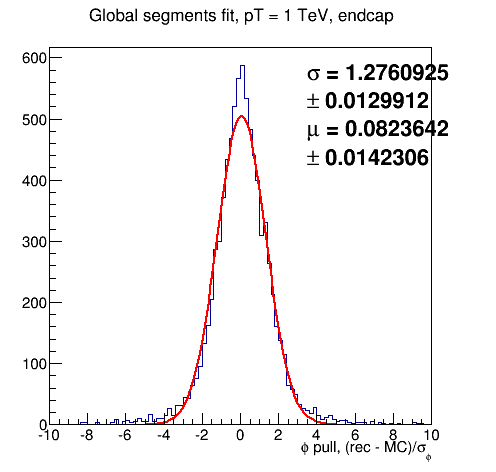 Global segments fit, pT = 1 TeV, endcap
σ = 1.2760925
± 0.0129912
μ = 0.0823642
± 0.0142306
600
500
400
300
200
100
0
-10 -8 -6 -4 -2 0 2 4 6 8 10
ϕ pull, (rec - MC)/σ_ϕ